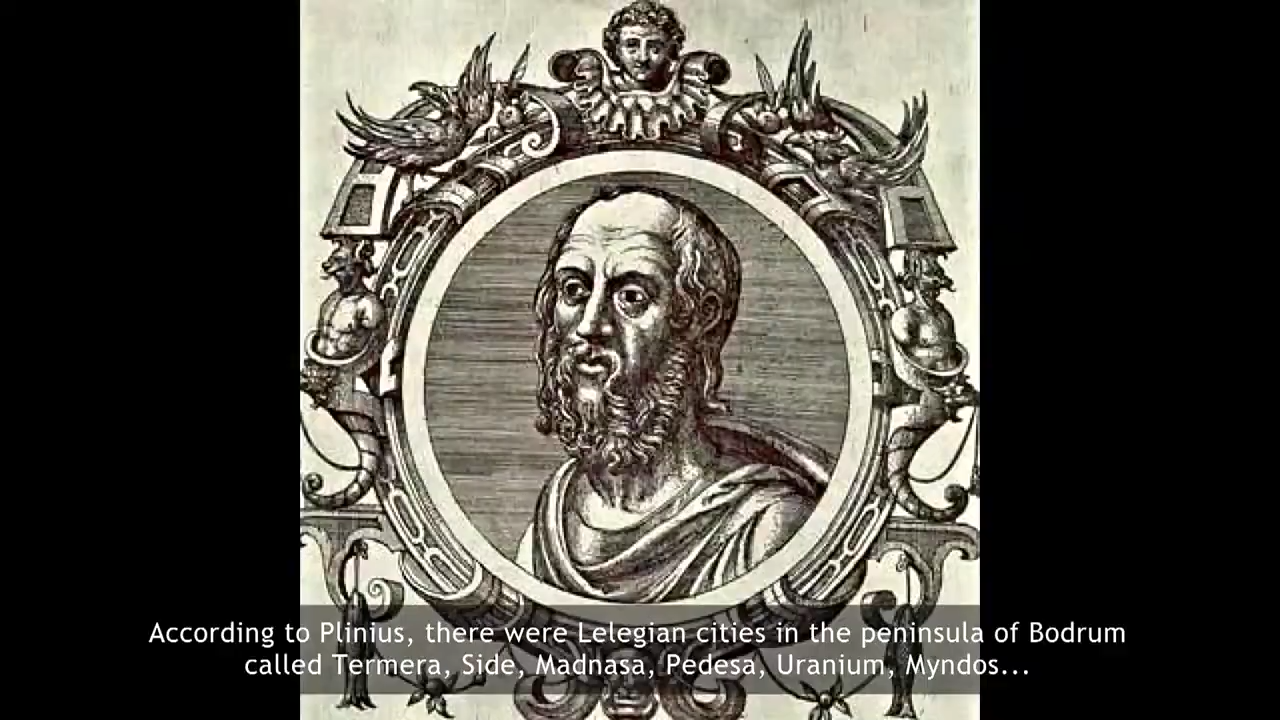 According to Plinius, there were Lelegian cities in the peninsula of Bodrum
called Termera, Side, Madnasa, Pedesa, Uranium, Myndos...